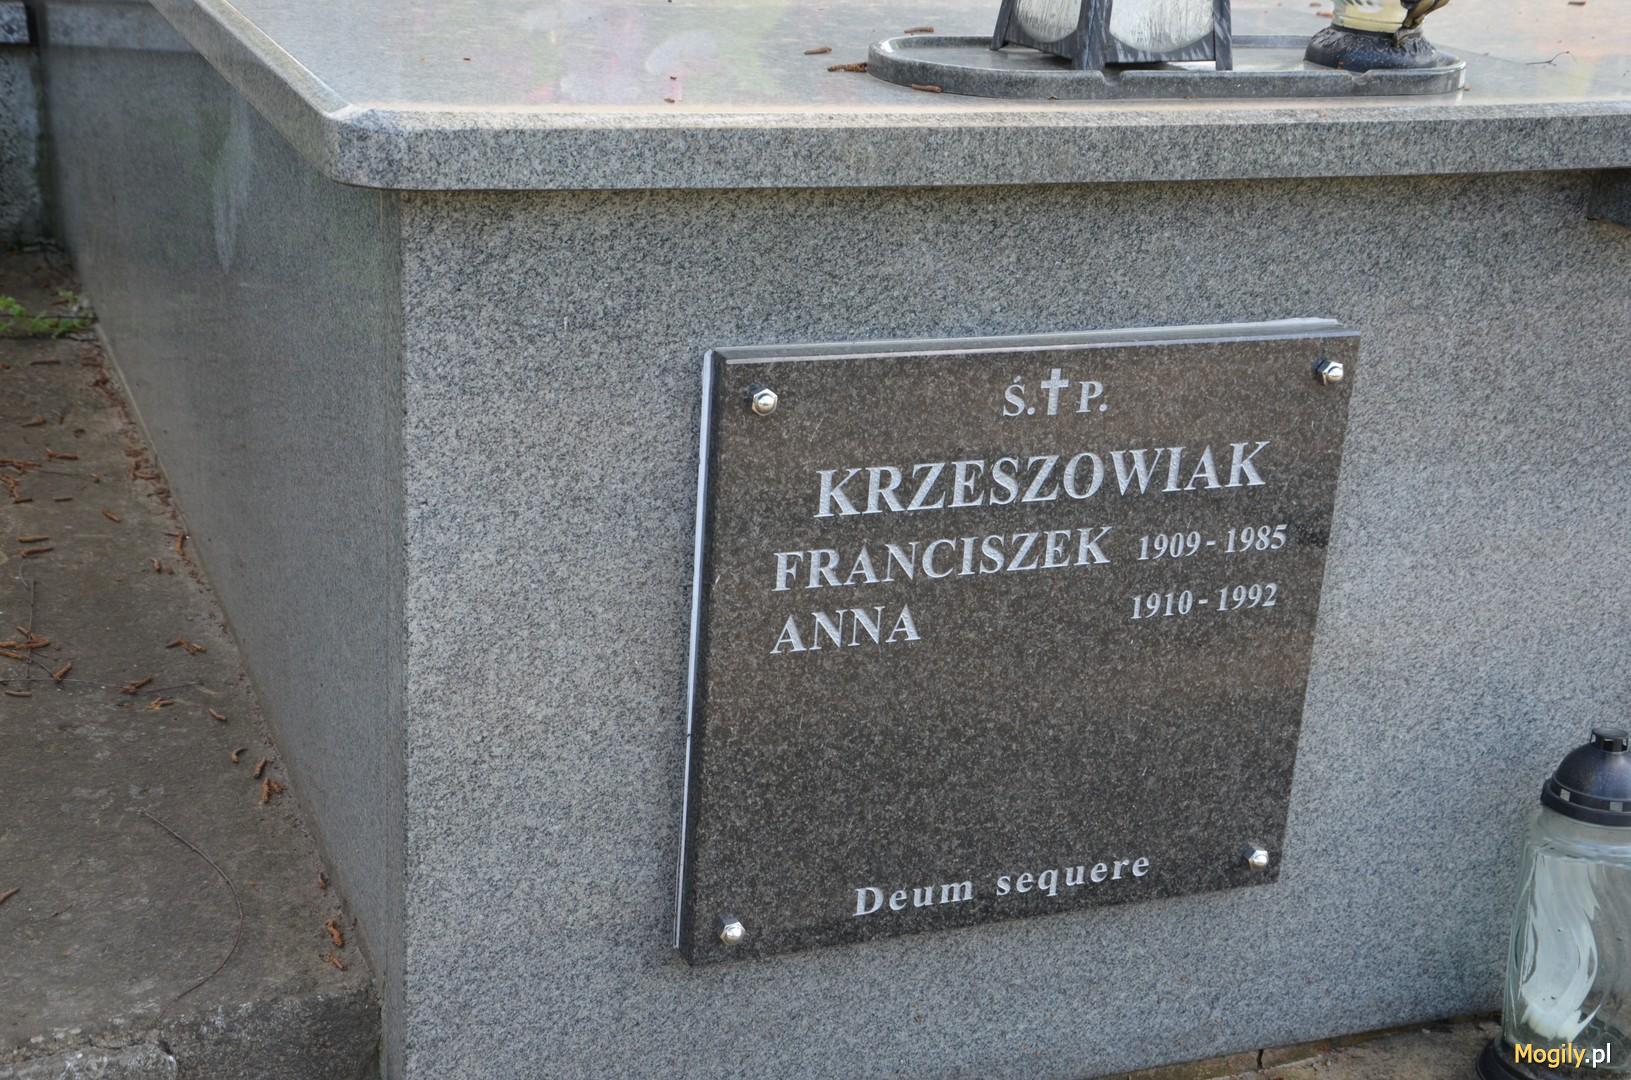 Ś.✝P.
KRZESZOWIAK
FRANCISZEK 1909 - 1985
ANNA 1910 - 1992
Deum sequere
Mogily.pl